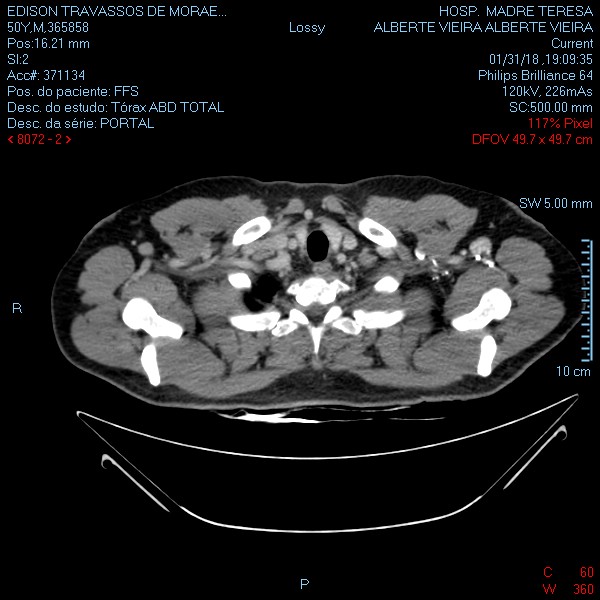 EDISON TRAVASSOS DE MORAE...
50Y,M,365858
Pos:16.21 mm
SI:2
Acc#: 371134
Pos. do paciente: FFS
Desc. do estudo: Tórax ABD TOTAL
Desc. da série: PORTAL
< 8072 - 2 >
Lossy
HOSP. MADRE TERESA
ALBERTE VIEIRA ALBERTE VIEIRA
Current
01/31/18 ,19:09:35
Philips Brilliance 64
120kV, 226mAs
SC:500.00 mm
117% Pixel
DFOV 49.7 x 49.7 cm
SW 5.00 mm
R
10 cm
P
C 60
W 360